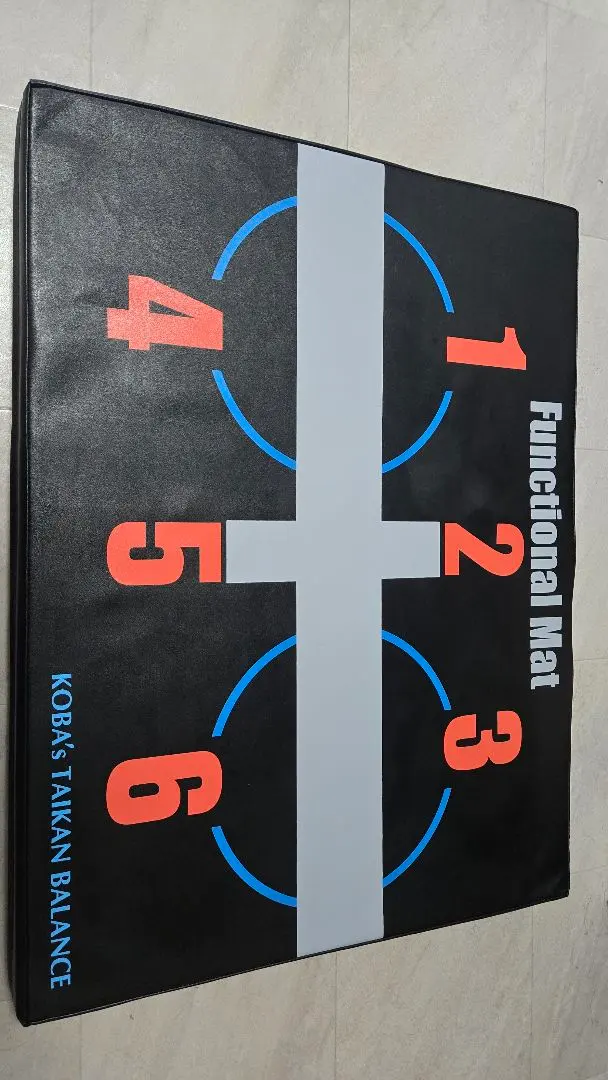 Functional Mat
1 2 3
4 5 6
KOBA's TAIKAN BALANCE